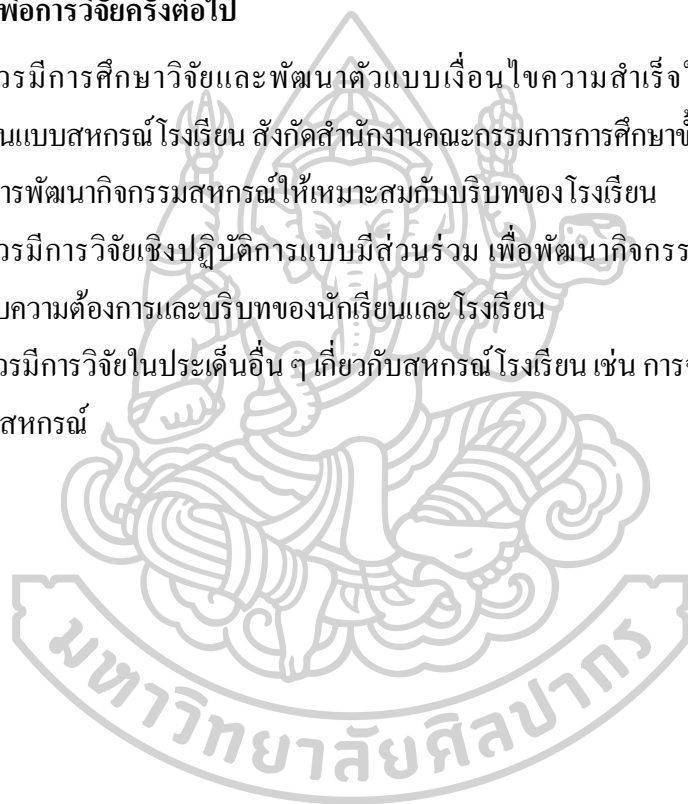 พื่อการวิจัยครั้งต่อไป
วรมีการศึกษาวิจัยและพัฒนาตัวแบบเงื่อนไขความสำเร็จใ
นแบบสหกรณ์โรงเรียน สังกัดสำนักงานคณะกรรมการการศึกษาขั้
ารพัฒนากิจกรรมสหกรณ์ให้เหมาะสมกับบริบทของโรงเรียน
วรมีการวิจัยเชิงปฏิบัติการแบบมีส่วนร่วม เพื่อพัฒนากิจกรร
บความต้องการและบริบทของนักเรียนและโรงเรียน
วรมีการวิจัยในประเด็นอื่น ๆ เกี่ยวกับสหกรณ์โรงเรียน เช่น การจ
สหกรณ์
มหาวิทยาลัยศิลปากร